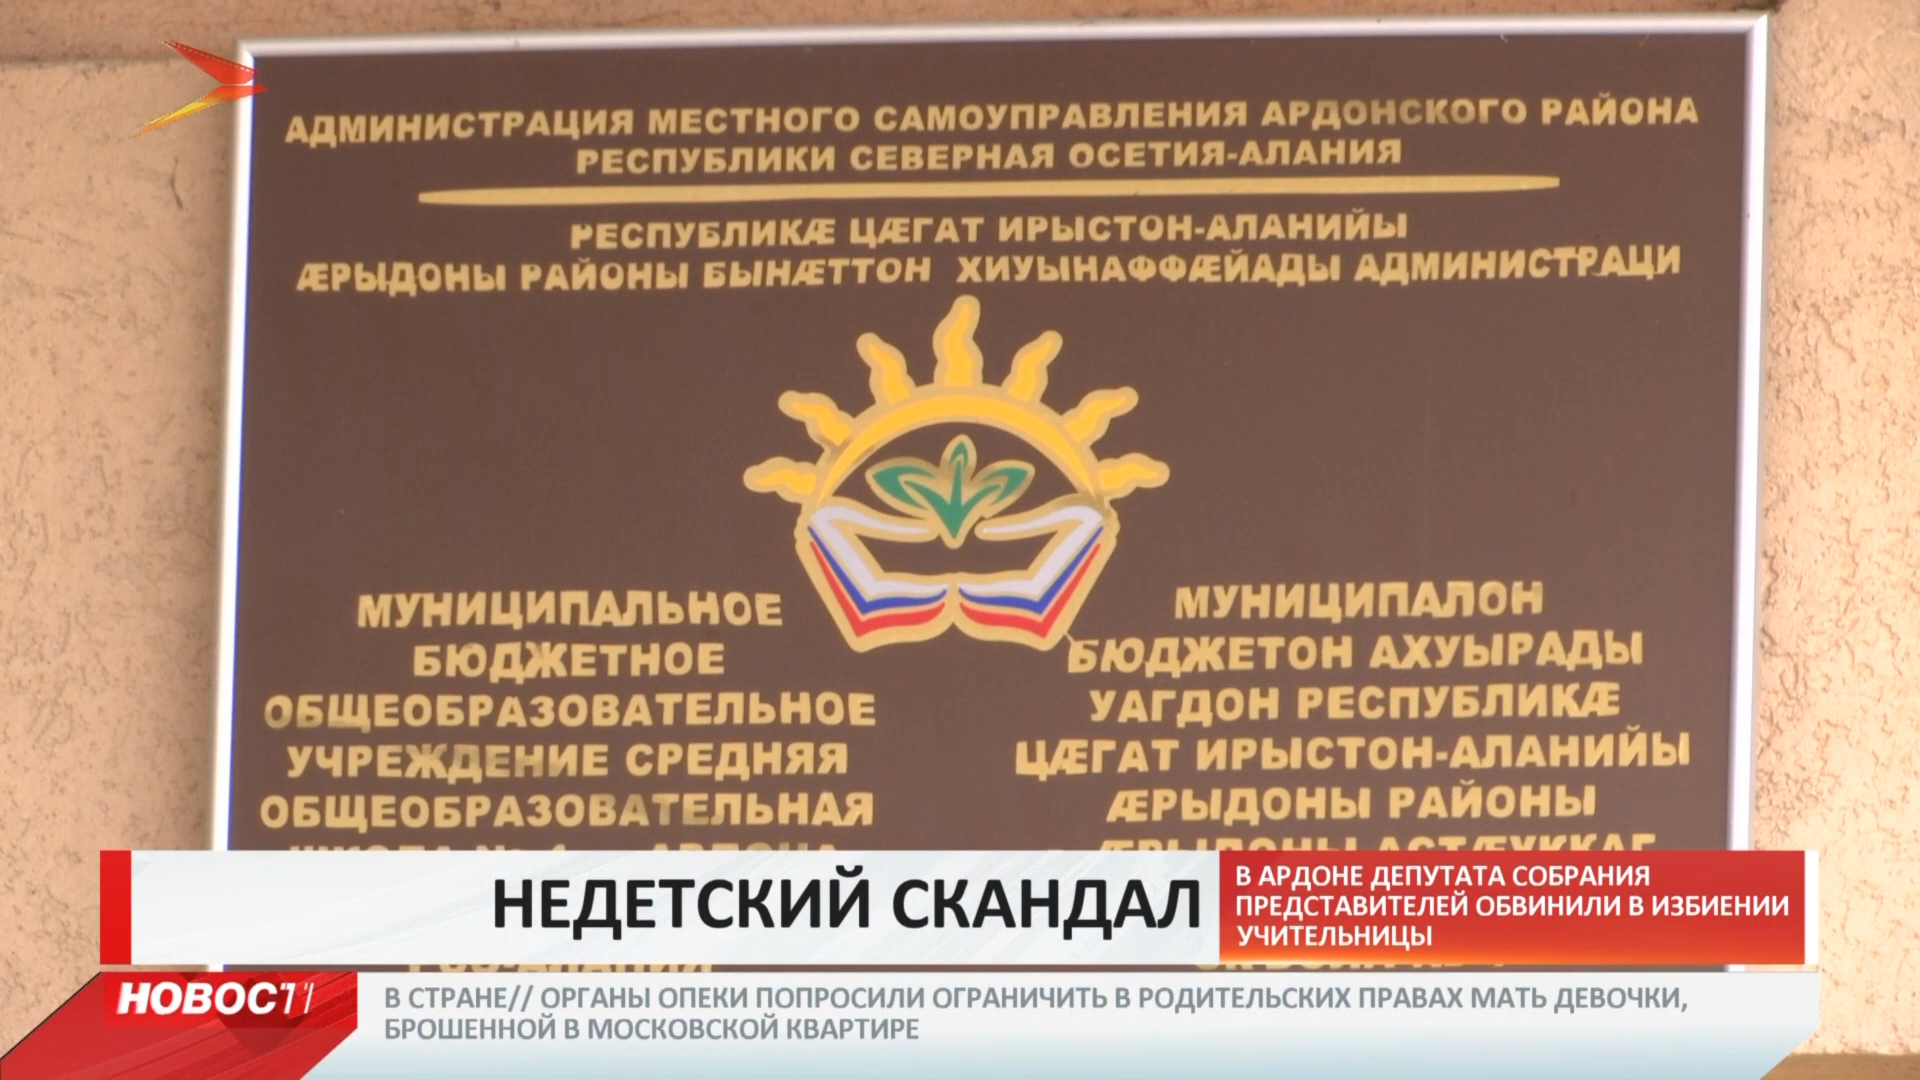 АДМИНИСТРАЦИЯ МЕСТНОГО САМОУПРАВЛЕНИЯ АРДОНСКОГО РАЙОНА
РЕСПУБЛИКИ СЕВЕРНАЯ ОСЕТИЯ-АЛАНИЯ
РЕСПУБЛИКÆ ЦÆГАТ ИРЫСТОН-АЛАНИЙЫ
ÆРЫДОНЫ РАЙОНЫ БЫНÆТТОН ХИУЫНАФФÆЙАДЫ АДМИНИСТРАЦИ
МУНИЦИПАЛЬНОЕ
БЮДЖЕТНОЕ
ОБЩЕОБРАЗОВАТЕЛЬНОЕ
УЧРЕЖДЕНИЕ СРЕДНЯЯ
ОБЩЕОБРАЗОВАТЕЛЬНАЯ
МУНИЦИПАЛОН
БЮДЖЕТОН АХУЫРАДЫ
УАГДОН РЕСПУБЛИКÆ
ЦÆГАТ ИРЫСТОН-АЛАНИЙЫ
ÆРЫДОНЫ РАЙОНЫ
НЕДЕТСКИЙ СКАНДАЛ
В АРДОНЕ ДЕПУТАТА СОБРАНИЯ
ПРЕДСТАВИТЕЛЕЙ ОБВИНИЛИ В ИЗБИЕНИИ
УЧИТЕЛЬНИЦЫ
НОВОСТИ
В СТРАНЕ// ОРГАНЫ ОПЕКИ ПОПРОСИЛИ ОГРАНИЧИТЬ В РОДИТЕЛЬСКИХ ПРАВАХ МАТЬ ДЕВОЧКИ,
БРОШЕННОЙ В МОСКОВСКОЙ КВАРТИРЕ